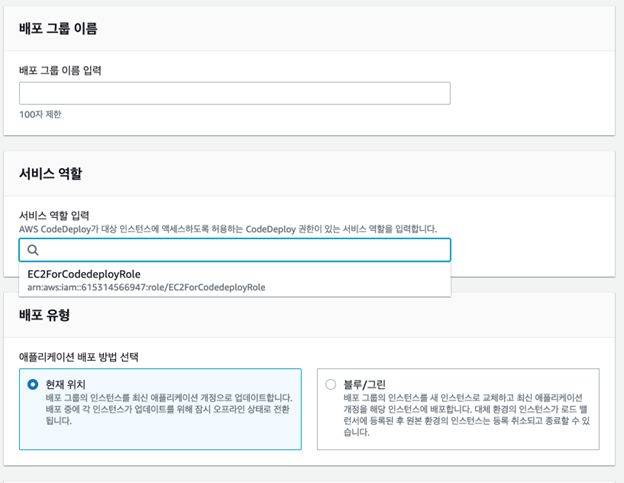 배포 그룹 이름
배포 그룹 이름 입력
100자 제한
서비스 역할
서비스 역할 입력
AWS CodeDeploy가 대상 인스턴스에 액세스하도록 허용하는 CodeDeploy 권한이 있는 서비스 역할을 입력합니다.
EC2ForCodedeployRole
arn:aws:iam::615314566947:role/EC2ForCodedeployRole
배포 유형
애플리케이션 배포 방법 선택
현재 위치
배포 그룹의 인스턴스를 최신 애플리케이션 개정으로 업데이트합니다.
배포 중에 각 인스턴스가 업데이트를 위해 잠시 오프라인 상태로 전환
됩니다.
블루/그린
배포 그룹의 인스턴스를 새 인스턴스로 교체하고 최신 애플리케이션
개정을 해당 인스턴스에 배포합니다. 대체 환경의 인스턴스가 로드 밸
런서에 등록된 후 원본 환경의 인스턴스는 등록 취소되고 종료할 수 있
습니다.